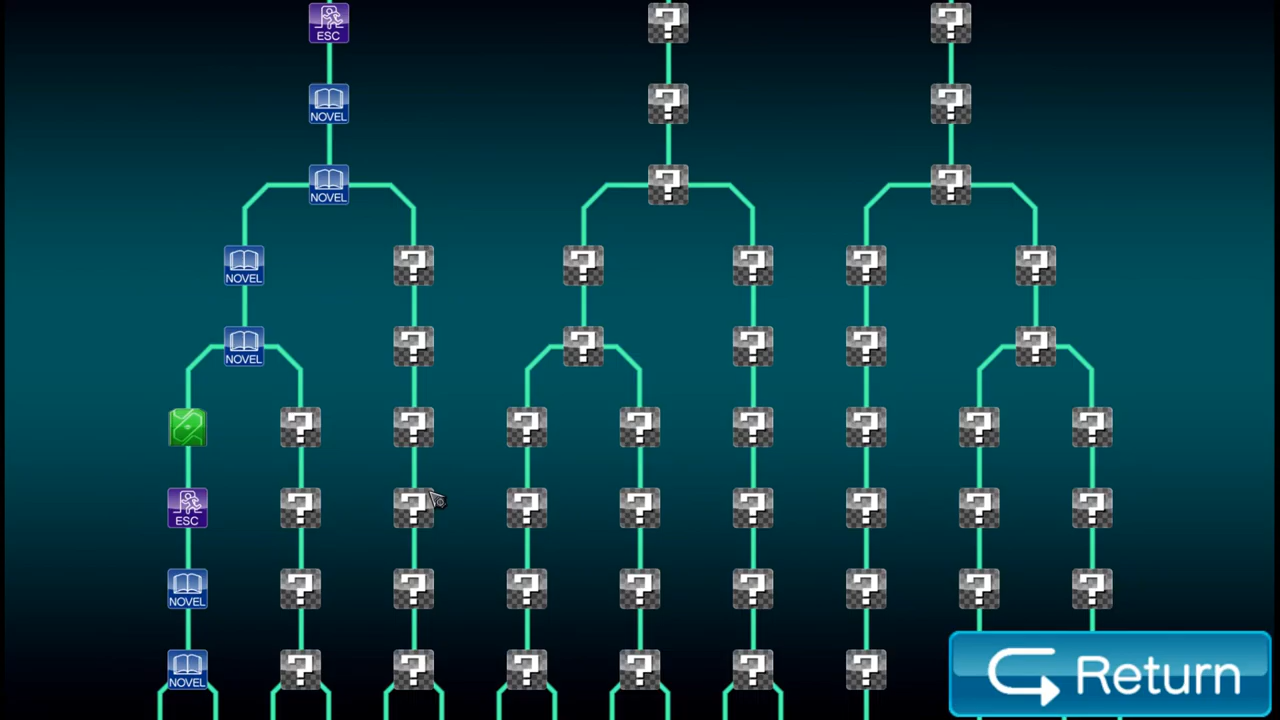 ESC ? ?
NOVEL ? ?
NOVEL ? ?
NOVEL ? ? ? ? ?
NOVEL ? ? ? ? ?
? ? ? ? ? ? ? ?
ESC ? ? ? ? ? ? ? ?
NOVEL ? ? ? ? ? ? ? ?
NOVEL ? ? ? ? ? ?
Return